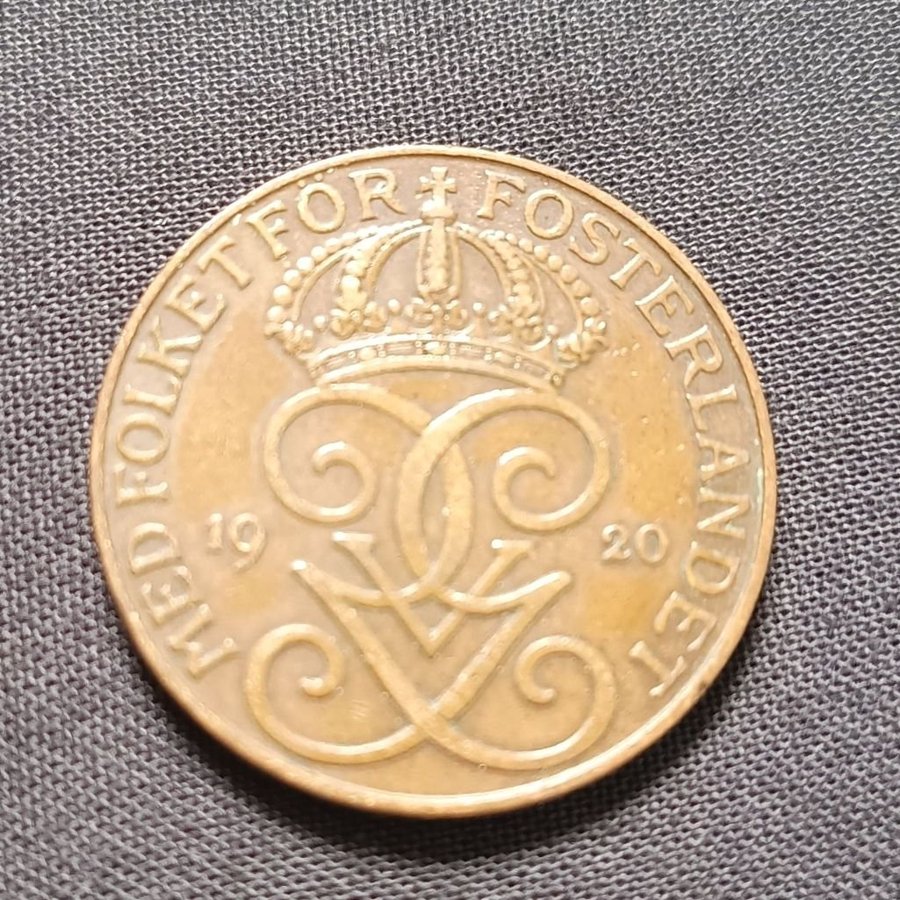 MED FOLKET FÖR FOSTERLANDET
19 20